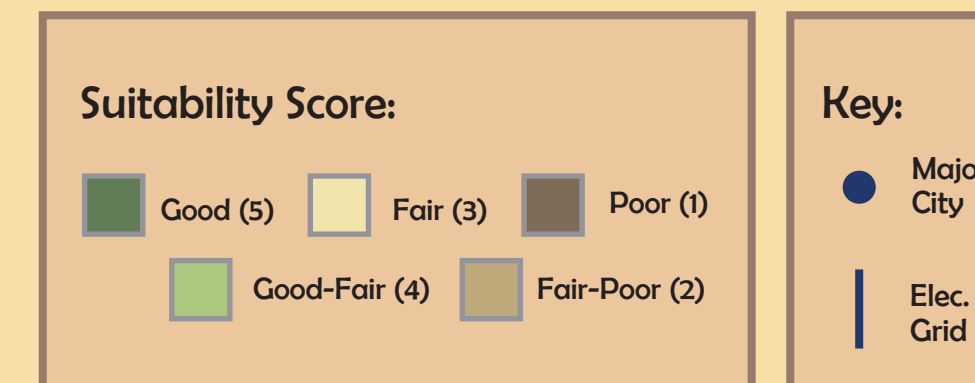 Suitability Score:
Good (5)
Fair (3)
Poor (1)
Good-Fair (4)
Fair-Poor (2)
Key:
City
Elec.
Grid